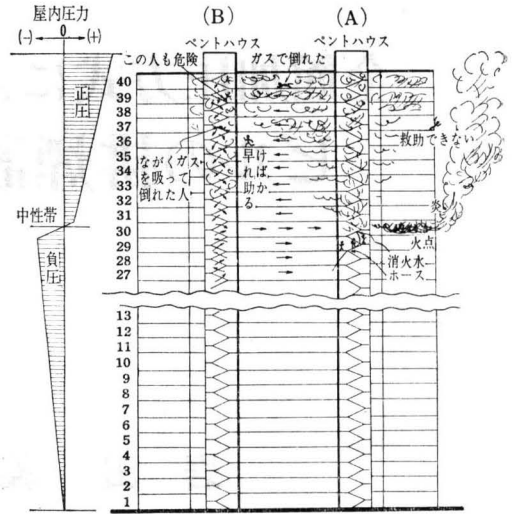 屋内圧力
(−) 0 (+)
(B)
(A)
ペントハウス
ペントハウス
この人も危険
ガスで倒れた
正圧
中性帯
負圧
40
39
38
37
36
35
34
33
32
31
30
29
28
27
ながくガス
を吸って
倒れた人
早け
れば
助か
る.
救助できない
炎
火点
消火水
ホース
13
12
11
10
9
8
7
6
5
4
3
2
1